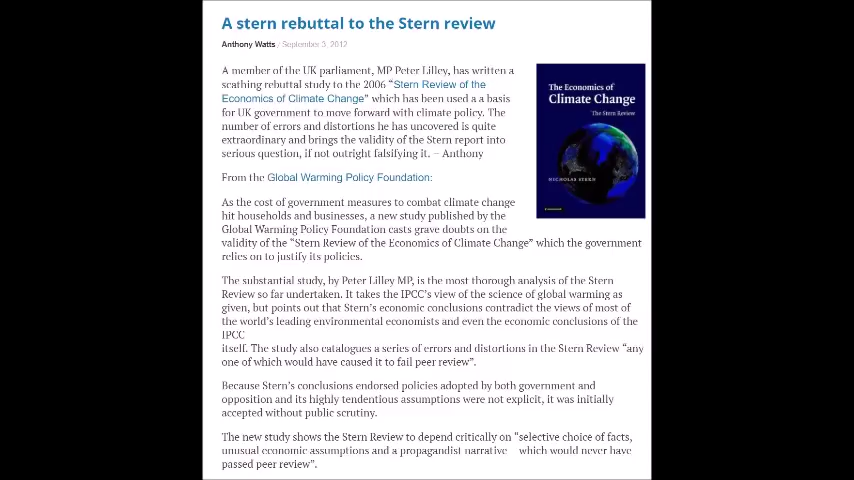 A stern rebuttal to the Stern review
Anthony Watts / September 3, 2012
A member of the UK parliament, MP Peter Lilley, has written a
scathing rebuttal study to the 2006 “Stern Review of the
Economics of Climate Change” which has been used a a basis
for UK government to move forward with climate policy. The
number of errors and distortions he has uncovered is quite
extraordinary and brings the validity of the Stern report into
serious question, if not outright falsifying it. – Anthony
The Economics of
Climate Change
The Stern Review
NICHOLAS STERN
From the Global Warming Policy Foundation:
As the cost of government measures to combat climate change
hit households and businesses, a new study published by the
Global Warming Policy Foundation casts grave doubts on the
validity of the “Stern Review of the Economics of Climate Change” which the government
relies on to justify its policies.
The substantial study, by Peter Lilley MP, is the most thorough analysis of the Stern
Review so far undertaken. It takes the IPCC’s view of the science of global warming as
given, but points out that Stern’s economic conclusions contradict the views of most of
the world’s leading environmental economists and even the economic conclusions of the
IPCC
itself. The study also catalogues a series of errors and distortions in the Stern Review “any
one of which would have caused it to fail peer review”.
Because Stern’s conclusions endorsed policies adopted by both government and
opposition and its highly tendentious assumptions were not explicit, it was initially
accepted without public scrutiny.
The new study shows the Stern Review to depend critically on “selective choice of facts,
unusual economic assumptions and a propagandist narrative which would never have
passed peer review”.